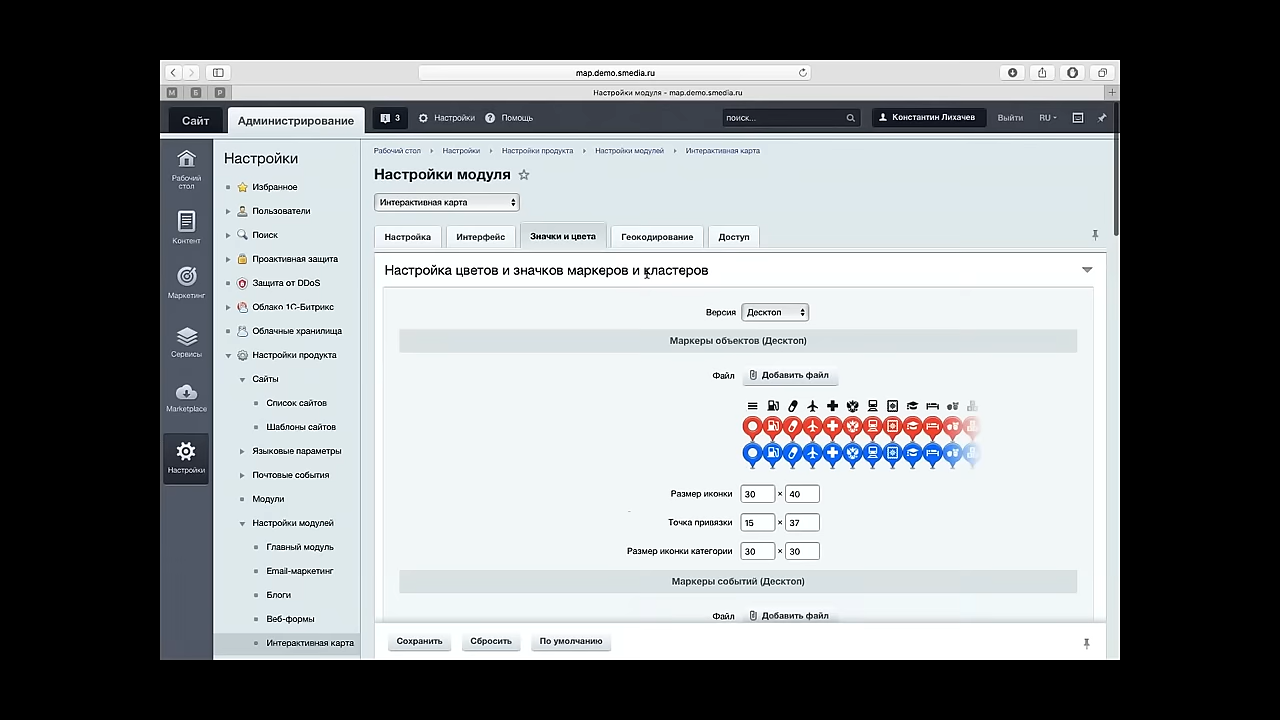 map.demo.smedia.ru
М Б Р
Настройки модуля - map.demo.smedia.ru
Сайт Администрирование 3 Настройки Помощь поиск... Константин Лихачев Выйти RU
Рабочий стол Настройки Настройки продукта Настройки модулей Интерактивная карта
Настройки модуля
Интерактивная карта
Настройка Интерфейс Значки и цвета Геокодирование Доступ
Рабочий стол
Контент
Маркетинг
Сервисы
Marketplace
Настройки
Настройки
Избранное
Пользователи
Поиск
Проактивная защита
Защита от DDoS
Облако 1С-Битрикс
Облачные хранилища
Настройки продукта
Сайты
Список сайтов
Шаблоны сайтов
Языковые параметры
Почтовые события
Модули
Настройки модулей
Главный модуль
Email-маркетинг
Блоги
Веб-формы
Интерактивная карта
Настройка цветов и значков маркеров и кластеров
Версия Десктоп
Маркеры объектов (Десктоп)
Файл Добавить файл
Размер иконки 30 × 40
Точка привязки 15 × 37
Размер иконки категории 30 × 30
Маркеры событий (Десктоп)
Файл Добавить файл
Сохранить Сбросить По умолчанию